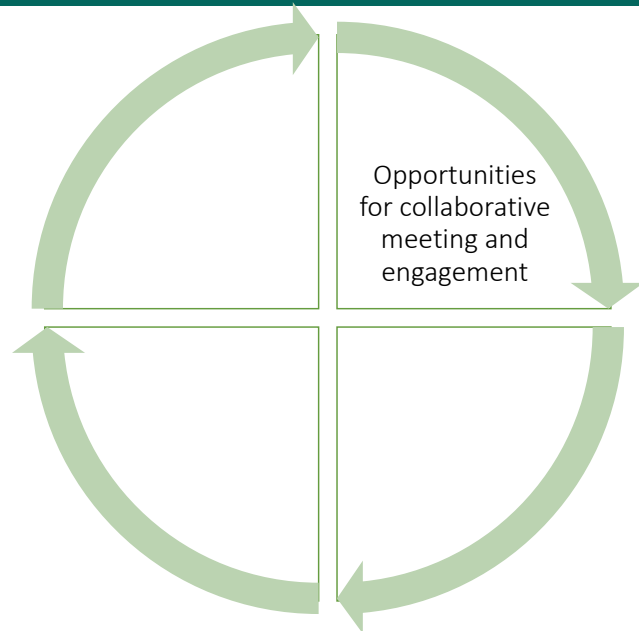 Opportunities
for collaborative
meeting and
engagement